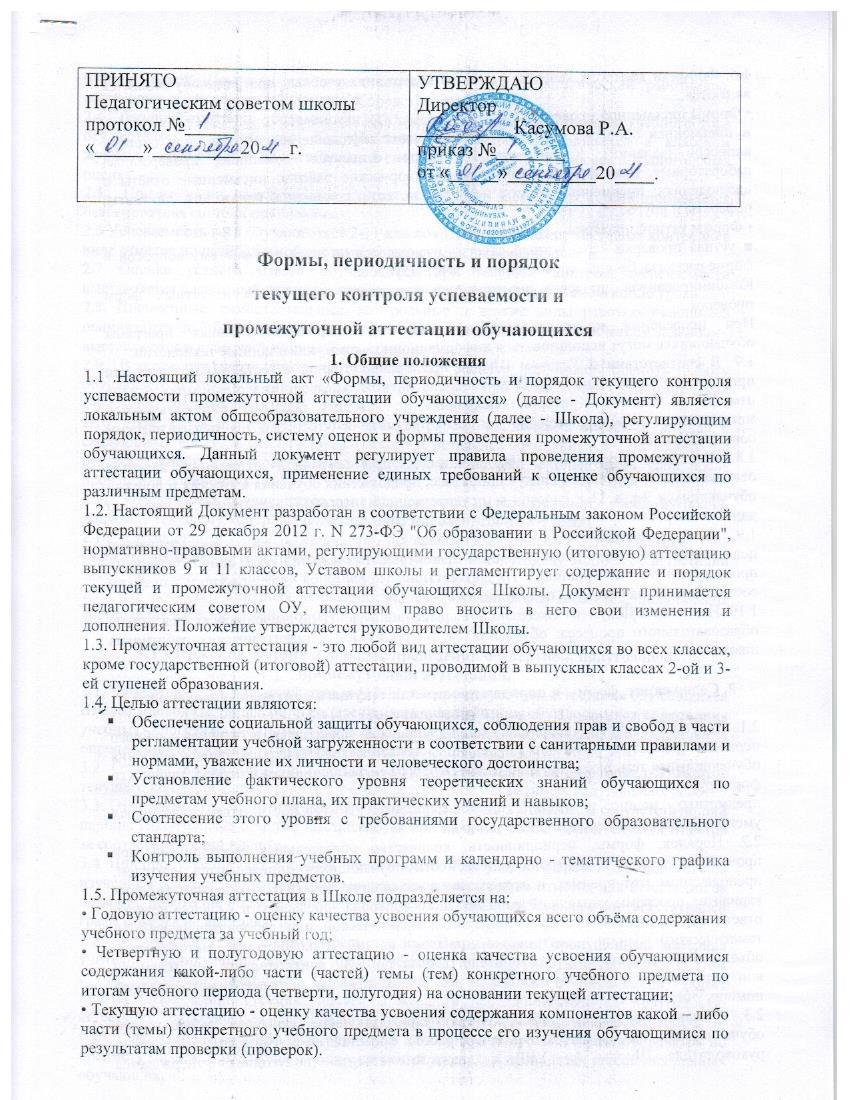 ПРИНЯТО
Педагогическим советом школы
протокол № 1
« 01 » сентября 2021 г.
УТВЕРЖДАЮ
Директор
Касумова Р.А.
приказ №
от « 01 » сентября 2021.
Формы, периодичность и порядок
текущего контроля успеваемости и
промежуточной аттестации обучающихся
1. Общие положения
1.1 .Настоящий локальный акт «Формы, периодичность и порядок текущего контроля
успеваемости промежуточной аттестации обучающихся» (далее - Документ) является
локальным актом общеобразовательного учреждения (далее - Школа), регулирующим
порядок, периодичность, систему оценок и формы проведения промежуточной аттестации
обучающихся. Данный документ регулирует правила проведения промежуточной
аттестации обучающихся, применение единых требований к оценке обучающихся по
различным предметам.
1.2. Настоящий Документ разработан в соответствии с Федеральным законом Российской
Федерации от 29 декабря 2012 г. N 273-ФЭ "Об образовании в Российской Федерации",
нормативно-правовыми актами, регулирующими государственную (итоговую) аттестацию
выпускников 9 и 11 классов, Уставом школы и регламентирует содержание и порядок
текущей и промежуточной аттестации обучающихся Школы. Документ принимается
педагогическим советом ОУ, имеющим право вносить в него свои изменения и
дополнения. Положение утверждается руководителем Школы.
1.3. Промежуточная аттестация - это любой вид аттестации обучающихся во всех классах,
кроме государственной (итоговой) аттестации, проводимой в выпускных классах 2-ой и 3-
ей ступеней образования.
1.4. Целью аттестации являются:
▪ Обеспечение социальной защиты обучающихся, соблюдения прав и свобод в части
регламентации учебной загруженности в соответствии с санитарными правилами и
нормами, уважение их личности и человеческого достоинства;
▪ Установление фактического уровня теоретических знаний обучающихся по
предметам учебного плана, их практических умений и навыков;
▪ Соотнесение этого уровня с требованиями государственного образовательного
стандарта;
▪ Контроль выполнения учебных программ и календарно - тематического графика
изучения учебных предметов.
1.5. Промежуточная аттестация в Школе подразделяется на:
• Годовую аттестацию - оценку качества усвоения обучающихся всего объёма содержания
учебного предмета за учебный год;
• Четвертную и полугодовую аттестацию - оценка качества усвоения обучающимися
содержания какой-либо части (частей) темы (тем) конкретного учебного предмета по
итогам учебного периода (четверти, полугодия) на основании текущей аттестации;
• Текущую аттестацию - оценку качества усвоения содержания компонентов какой – либо
части (темы) конкретного учебного предмета в процессе его изучения обучающимися по
результатам проверки (проверок).